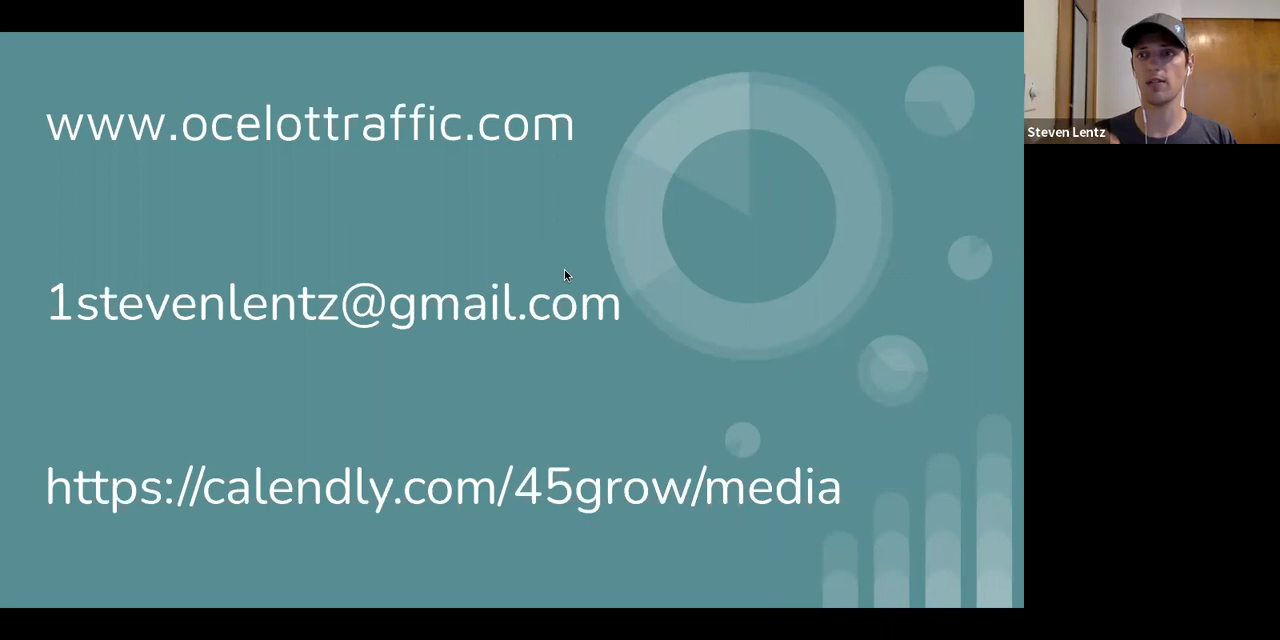 www.ocelottraffic.com
1stevenlentz@gmail.com
https://calendly.com/45grow/media
Steven Lentz